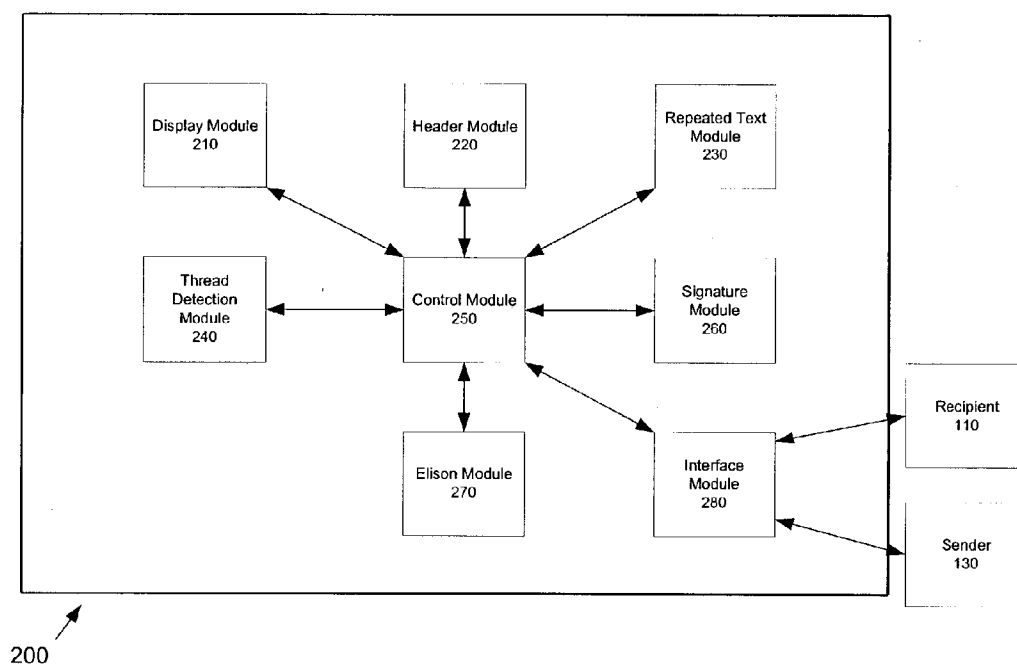 Display Module
210
Header Module
220
Repeated Text
Module
230
Thread
Detection
Module
240
Control Module
250
Signature
Module
260
Elison Module
270
Interface
Module
280
Recipient
110
Sender
130
200